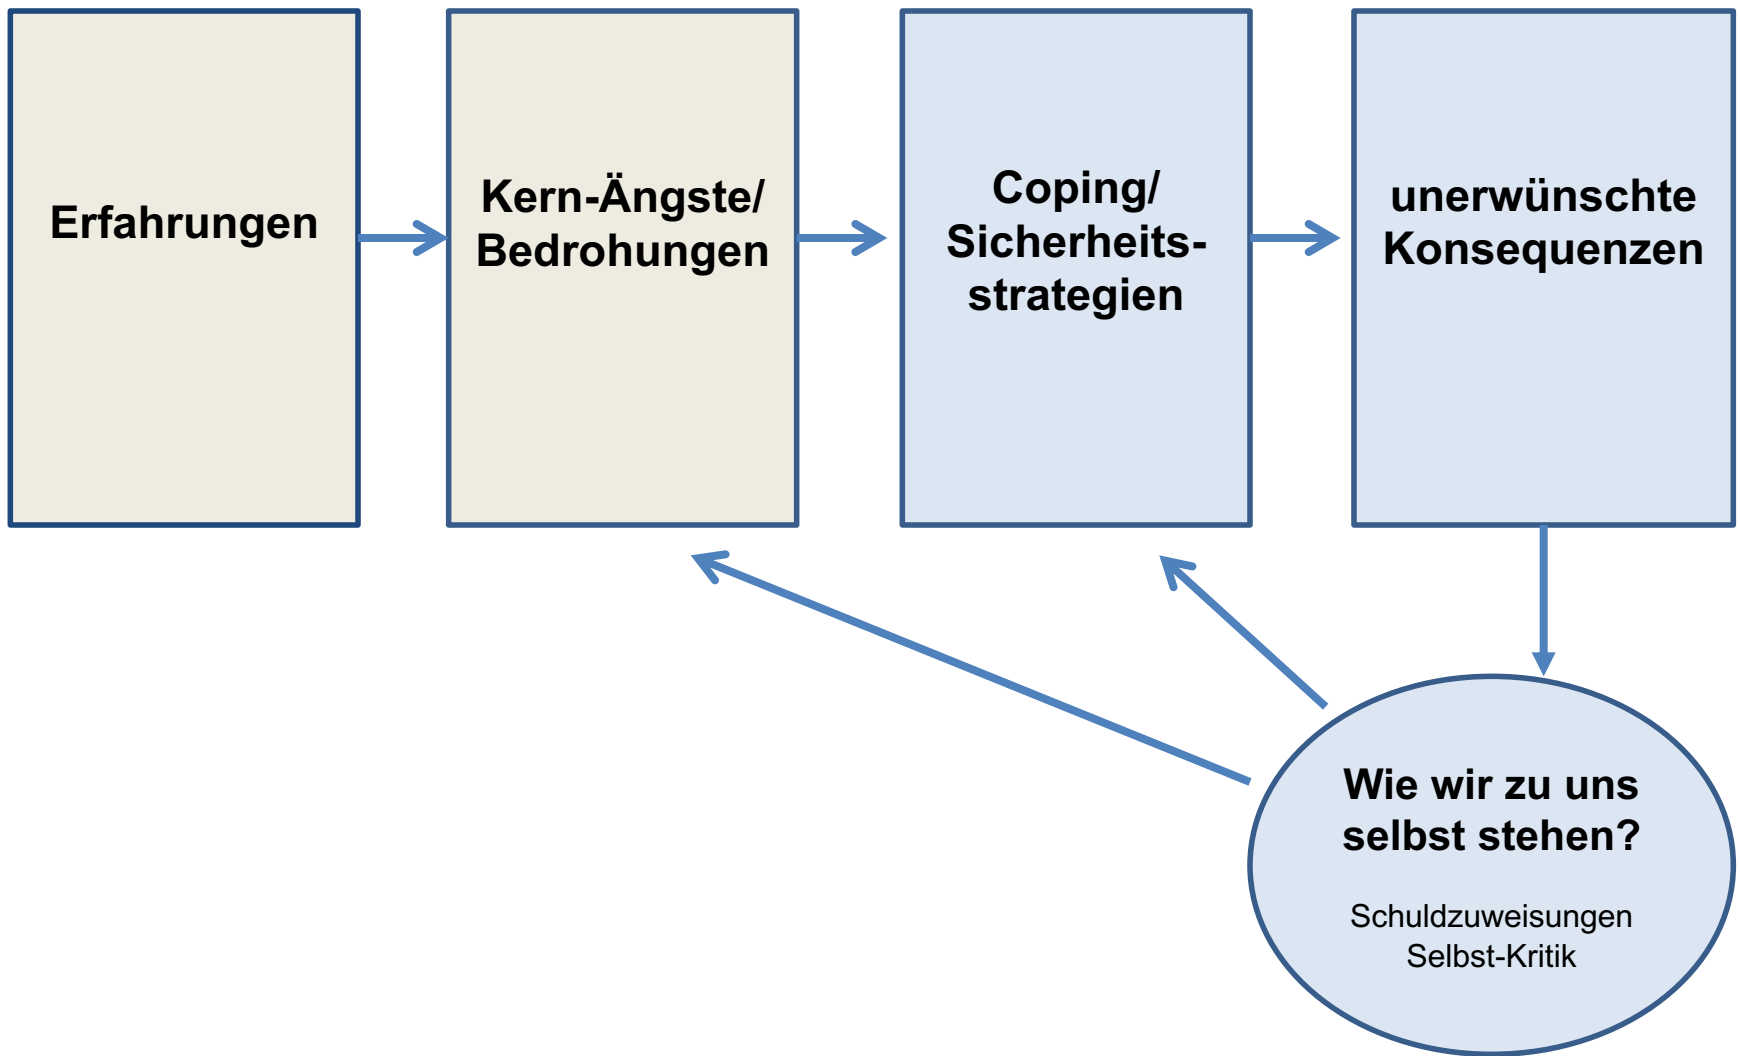 Erfahrungen
Kern-Ängste/
Bedrohungen
Coping/
Sicherheits-
strategien
unerwünschte
Konsequenzen
Wie wir zu uns
selbst stehen?
Schuldzuweisungen
Selbst-Kritik